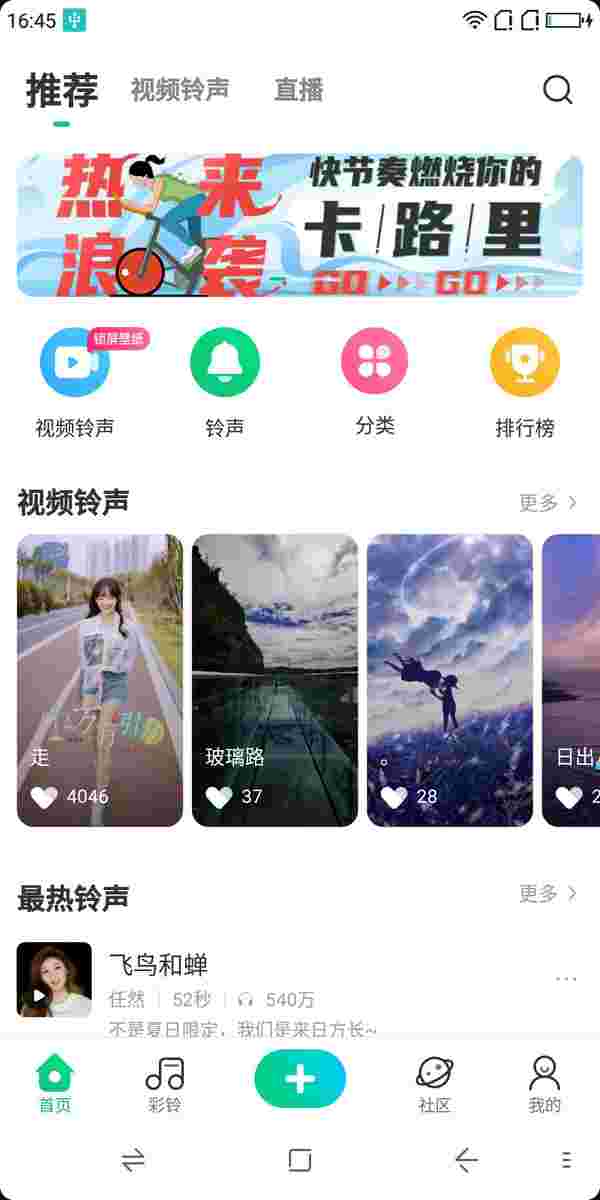 16:45
推荐 视频铃声 直播
热来 快节奏燃烧你的
浪袭 卡路里
GO GO
锁屏壁纸
视频铃声 铃声 分类 排行榜
视频铃声 更多
走 玻璃路 。 日出
4046 37 28 2
最热铃声 更多
飞鸟和蝉
任然 52秒 540万
不是夏日限定，我们是来日方长~
首页 彩铃 社区 我的